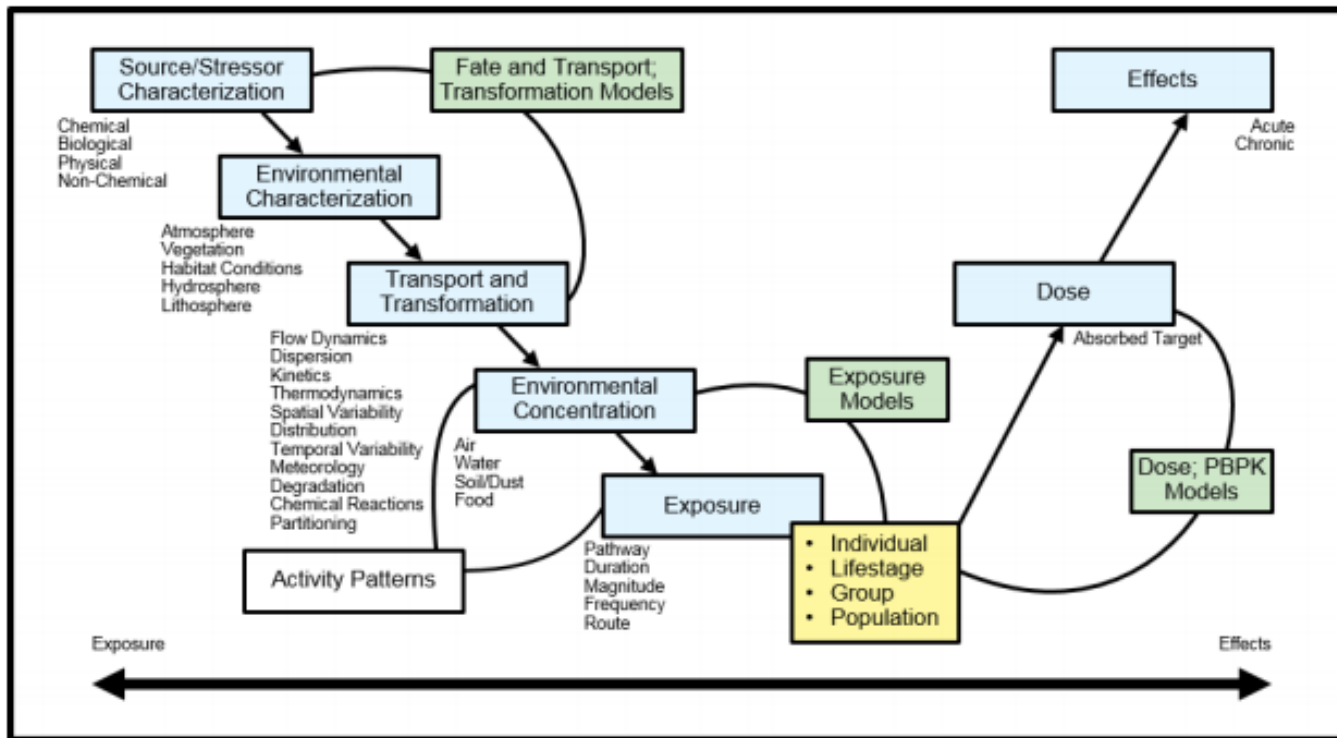 Source/Stressor
Characterization
Fate and Transport;
Transformation Models
Effects
Chemical
Biological
Physical
Non-Chemical
Acute
Chronic
Environmental
Characterization
Atmosphere
Vegetation
Habitat Conditions
Hydrosphere
Lithosphere
Transport and
Transformation
Dose
Absorbed Target
Flow Dynamics
Dispersion
Kinetics
Thermodynamics
Spatial Variability
Distribution
Temporal Variability
Meteorology
Degradation
Chemical Reactions
Partitioning
Environmental
Concentration
Exposure
Models
Air
Water
Soil/Dust
Food
Dose; PBPK
Models
Exposure
Pathway
Duration
Magnitude
Frequency
Route
• Individual
• Lifestage
• Group
• Population
Activity Patterns
Exposure
Effects